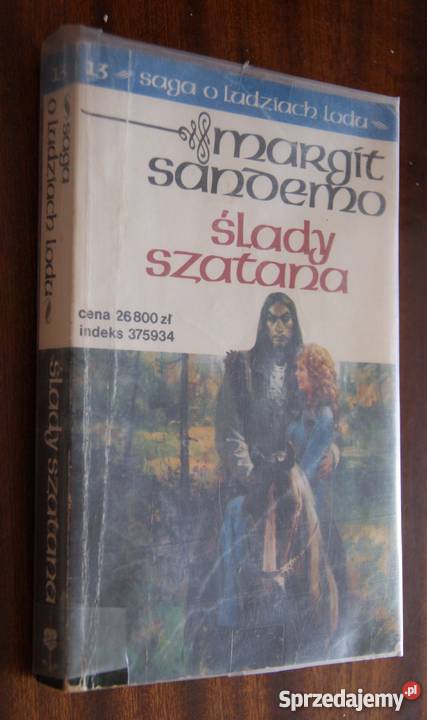 13
saga
o ludziach lodu
ślady szatana
13 saga o ludziach lodu
margit
sandemo
ślady
szatana
cena 26 800 zł
indeks 375934
Sprzedajemy.pl